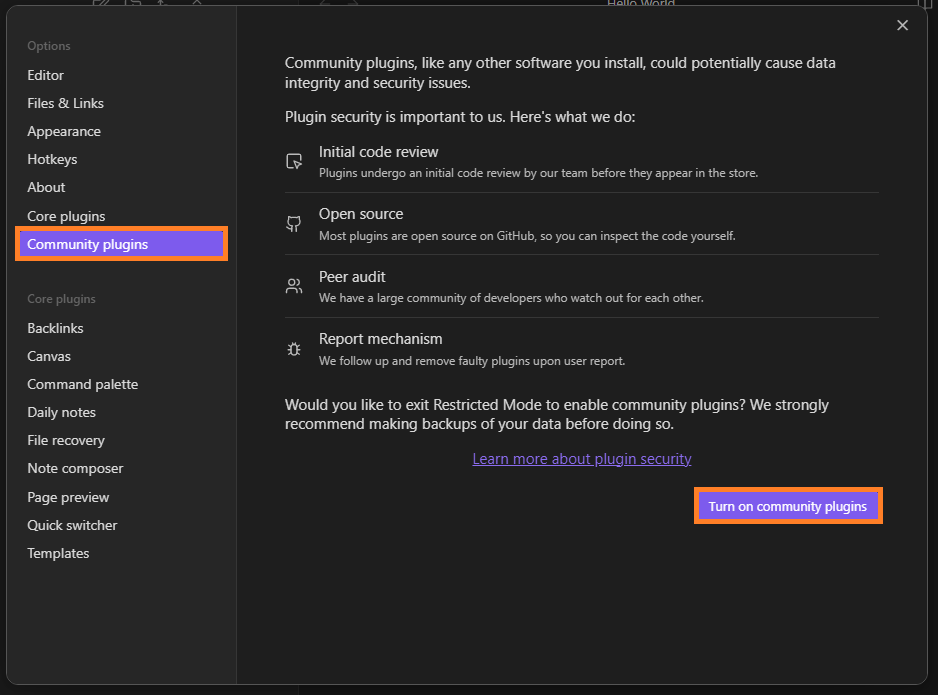 Hello World
Options
Editor
Files & Links
Appearance
Hotkeys
About
Core plugins
Community plugins
Core plugins
Backlinks
Canvas
Command palette
Daily notes
File recovery
Note composer
Page preview
Quick switcher
Templates
Community plugins, like any other software you install, could potentially cause data
integrity and security issues.
Plugin security is important to us. Here's what we do:
Initial code review
Plugins undergo an initial code review by our team before they appear in the store.
Open source
Most plugins are open source on GitHub, so you can inspect the code yourself.
Peer audit
We have a large community of developers who watch out for each other.
Report mechanism
We follow up and remove faulty plugins upon user report.
Would you like to exit Restricted Mode to enable community plugins? We strongly
recommend making backups of your data before doing so.
Learn more about plugin security
Turn on community plugins